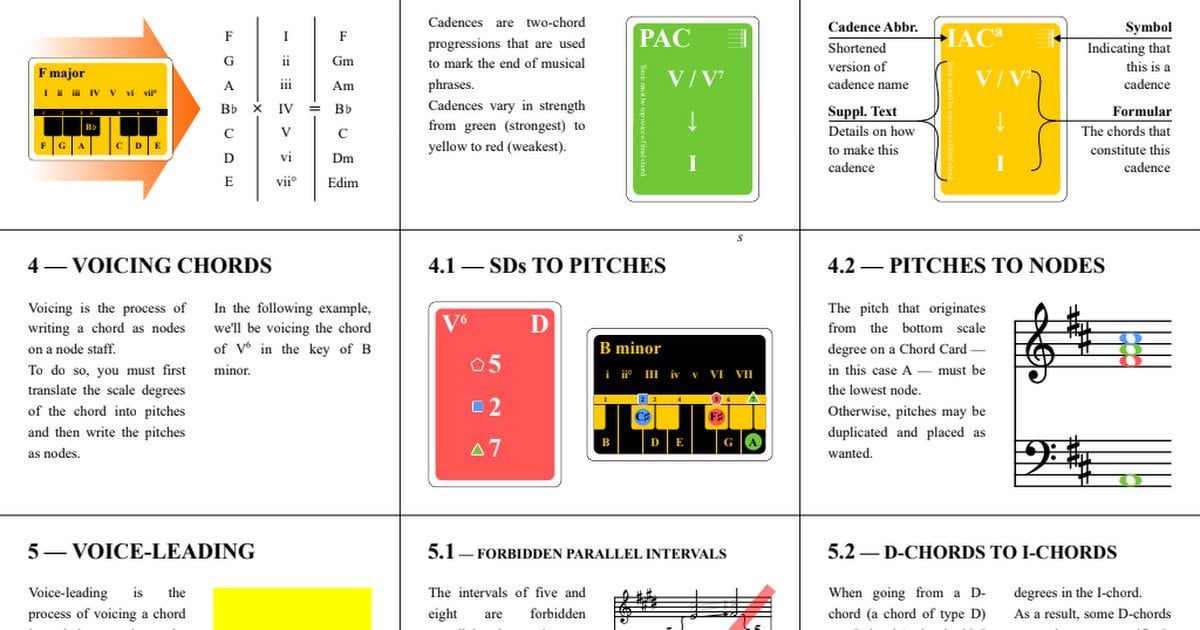 F major
I ii iii IV V vi vii°
B♭
F G A C D E
F I F
G ii Gm
A iii Am
B♭ × IV = B♭
C V C
D vi Dm
E vii° Edim
Cadences are two-chord
progressions that are used
to mark the end of musical
phrases.
Cadences vary in strength
from green (strongest) to
yellow to red (weakest).
PAC
V / V⁷
↓
I
Cadence Abbr.
Shortened
version of
cadence name
Suppl. Text
Details on how
to make this
cadence
IACᵃ
V / V⁷
↓
I
Symbol
Indicating that
this is a
cadence
Formular
The chords that
constitute this
cadence
4 — VOICING CHORDS
Voicing is the process of
writing a chord as nodes
on a node staff.
To do so, you must first
translate the scale degrees
of the chord into pitches
and then write the pitches
as nodes.
In the following example,
we'll be voicing the chord
of V⁶ in the key of B
minor.
s
4.1 — SDs TO PITCHES
V⁶ D
5
2
7
B minor
i ii° III iv v VI VII
C♯ F♯
B D E G A
4.2 — PITCHES TO NODES
The pitch that originates
from the bottom scale
degree on a Chord Card —
in this case A — must be
the lowest node.
Otherwise, pitches may be
duplicated and placed as
wanted.
5 — VOICE-LEADING
Voice-leading is the
process of voicing a chord
5.1 — FORBIDDEN PARALLEL INTERVALS
The intervals of five and
eight are forbidden
5.2 — D-CHORDS TO I-CHORDS
When going from a D-
chord (a chord of type D)
degrees in the I-chord.
As a result, some D-chords